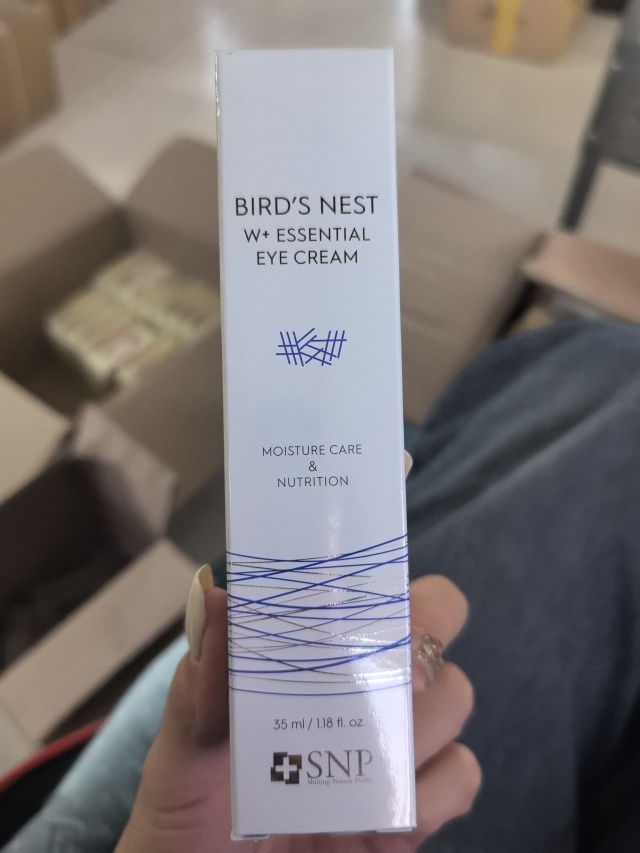 BIRD'S NEST
W+ ESSENTIAL
EYE CREAM
MOISTURE CARE
&
NUTRITION
35 ml / 1.18 fl. oz.
SNP